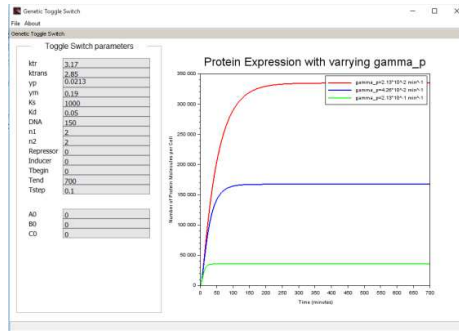 Genetic Toggle Switch
File About
Genetic Toggle Switch
Toggle Switch parameters
ktr 3.17
ktrans 2.85
yp 0.0213
ym 0.19
Ks 1000
Kd 0.05
DNA 150
n1 2
n2 2
Repressor 0
Inducer 0
Tbegin 0
Tend 700
Tstep 0.1
A0 0
B0 0
C0 0
Protein Expression with varrying gamma_p
gamma_p=2.13*10^-2 min^-1
gamma_p=4.26*10^-2 min^-1
gamma_p=2.13*10^-1 min^-1
Number of Protein Molecules per Cell
350 000
300 000
250 000
200 000
150 000
100 000
50 000
0
0 50 100 150 200 250 300 350 400 450 500 550 600 650 700
Time (minutes)